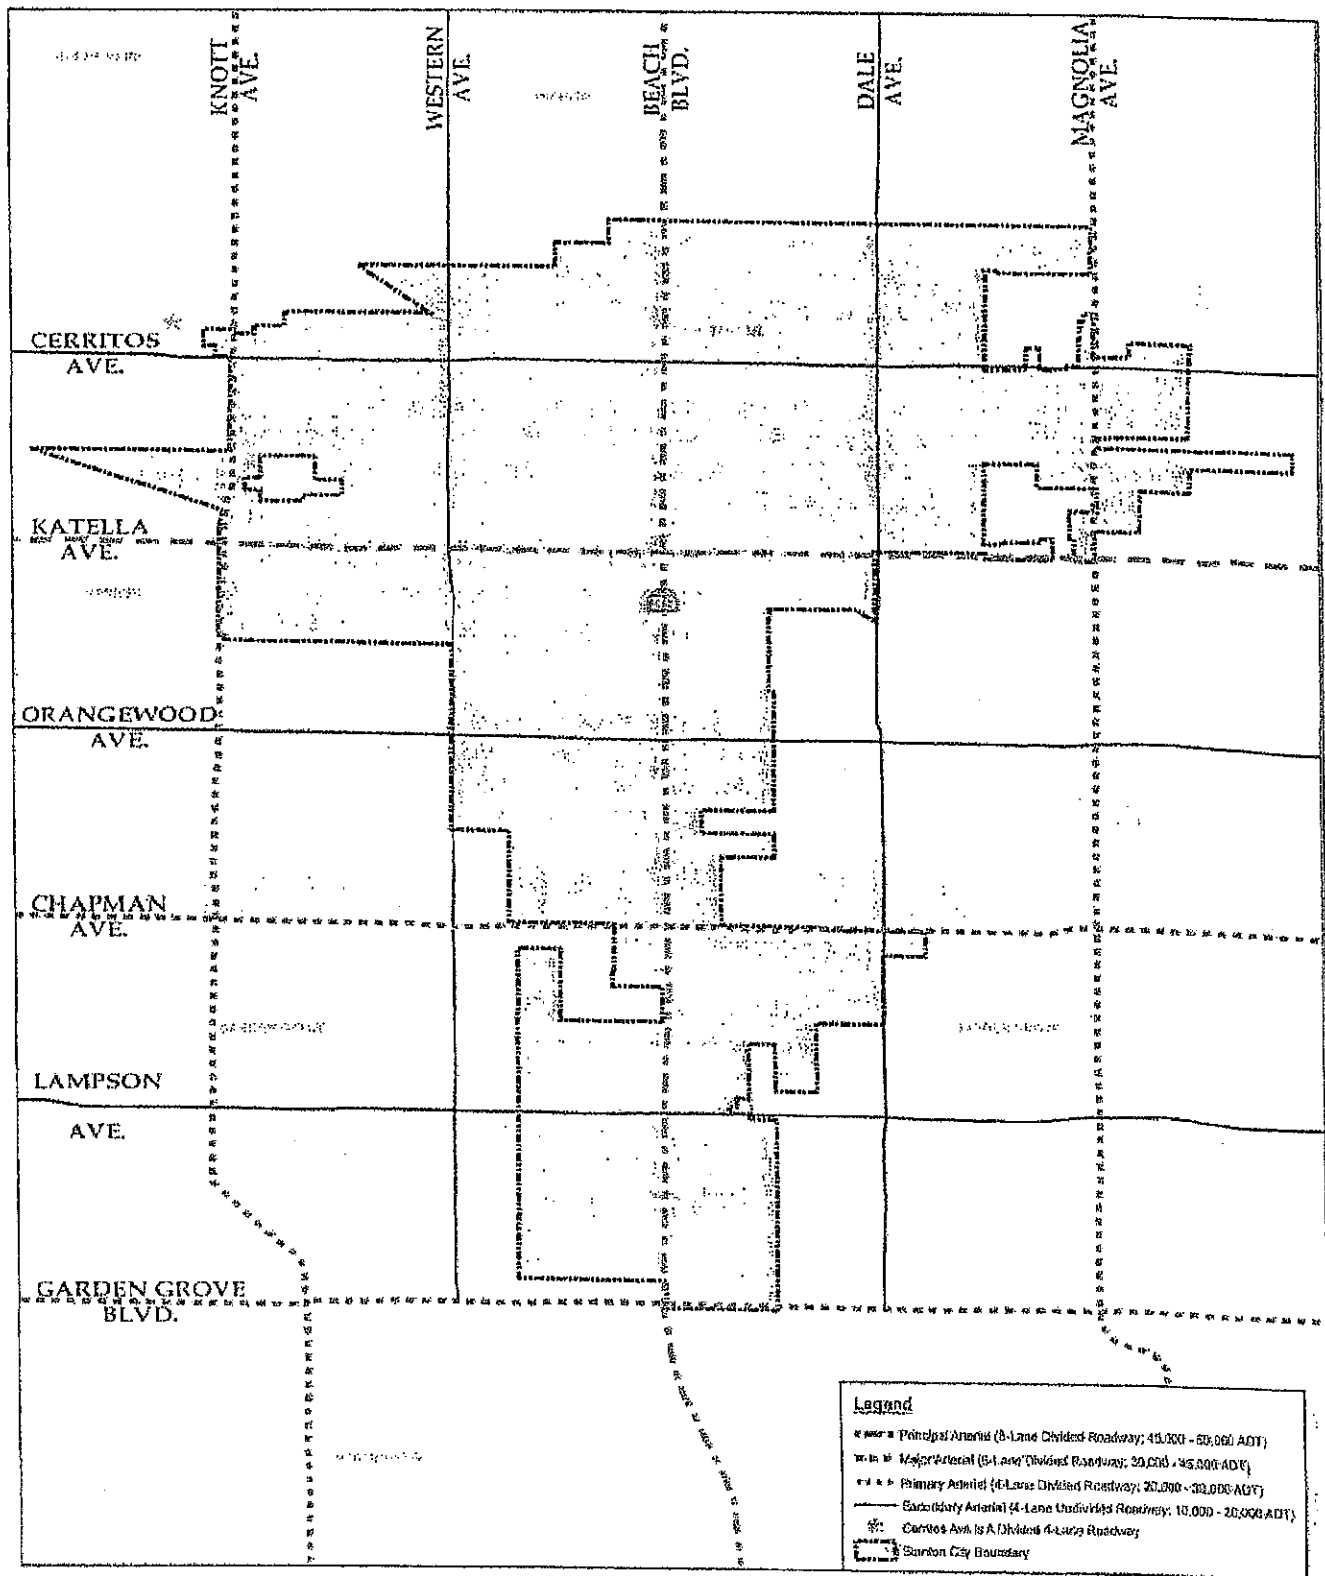 KNOTT
AVE.
WESTERN
AVE.
BEACH
BLVD.
DALE
AVE.
MAGNOLIA
AVE.
CERRITOS
AVE.
KATELLA
AVE.
ORANGEWOOD
AVE.
CHAPMAN
AVE.
LAMPSON
AVE.
GARDEN GROVE
BLVD.
Legend
Principal Arterial (8-Lane Divided Roadway; 45,000 - 60,000 ADT)
Major Arterial (6-Lane Divided Roadway; 30,000 - 45,000 ADT)
Primary Arterial (4-Lane Divided Roadway; 20,000 - 30,000 ADT)
Secondary Arterial (4-Lane Undivided Roadway; 10,000 - 20,000 ADT)
Cerritos Ave. Is A Divided 4-Lane Roadway
Stanton City Boundary